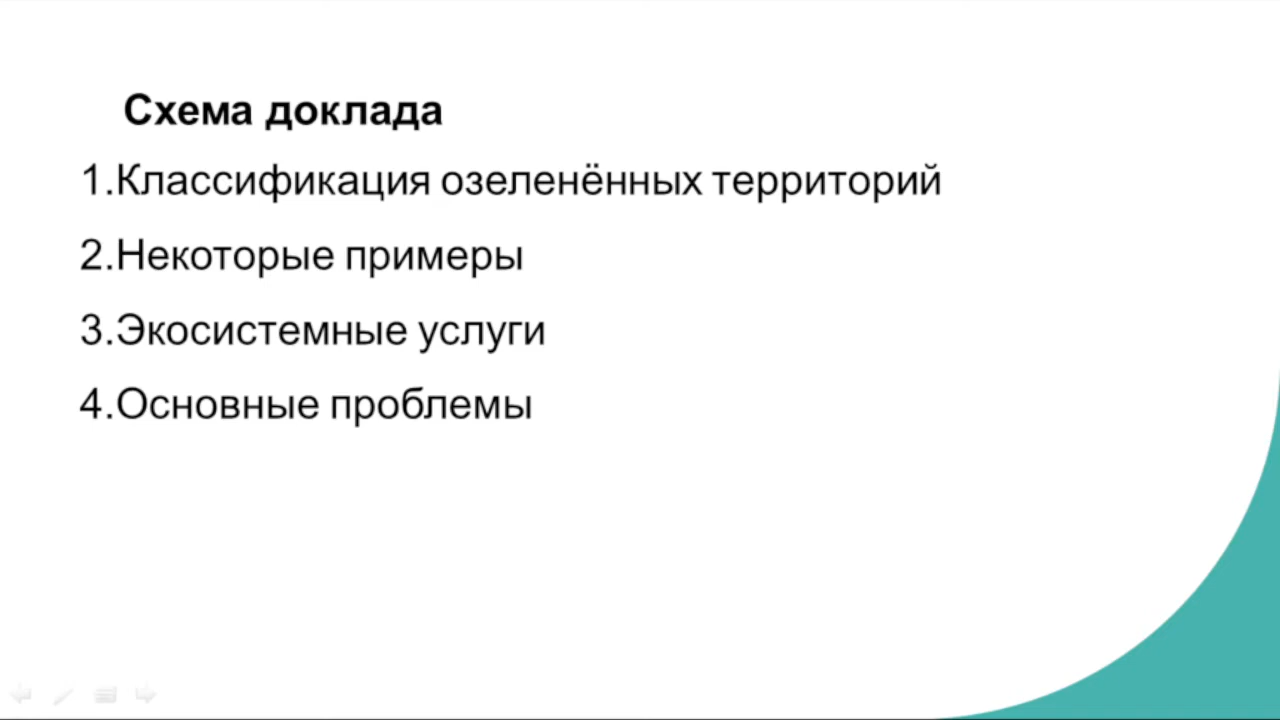 Схема доклада
1.Классификация озеленённых территорий
2.Некоторые примеры
3.Экосистемные услуги
4.Основные проблемы